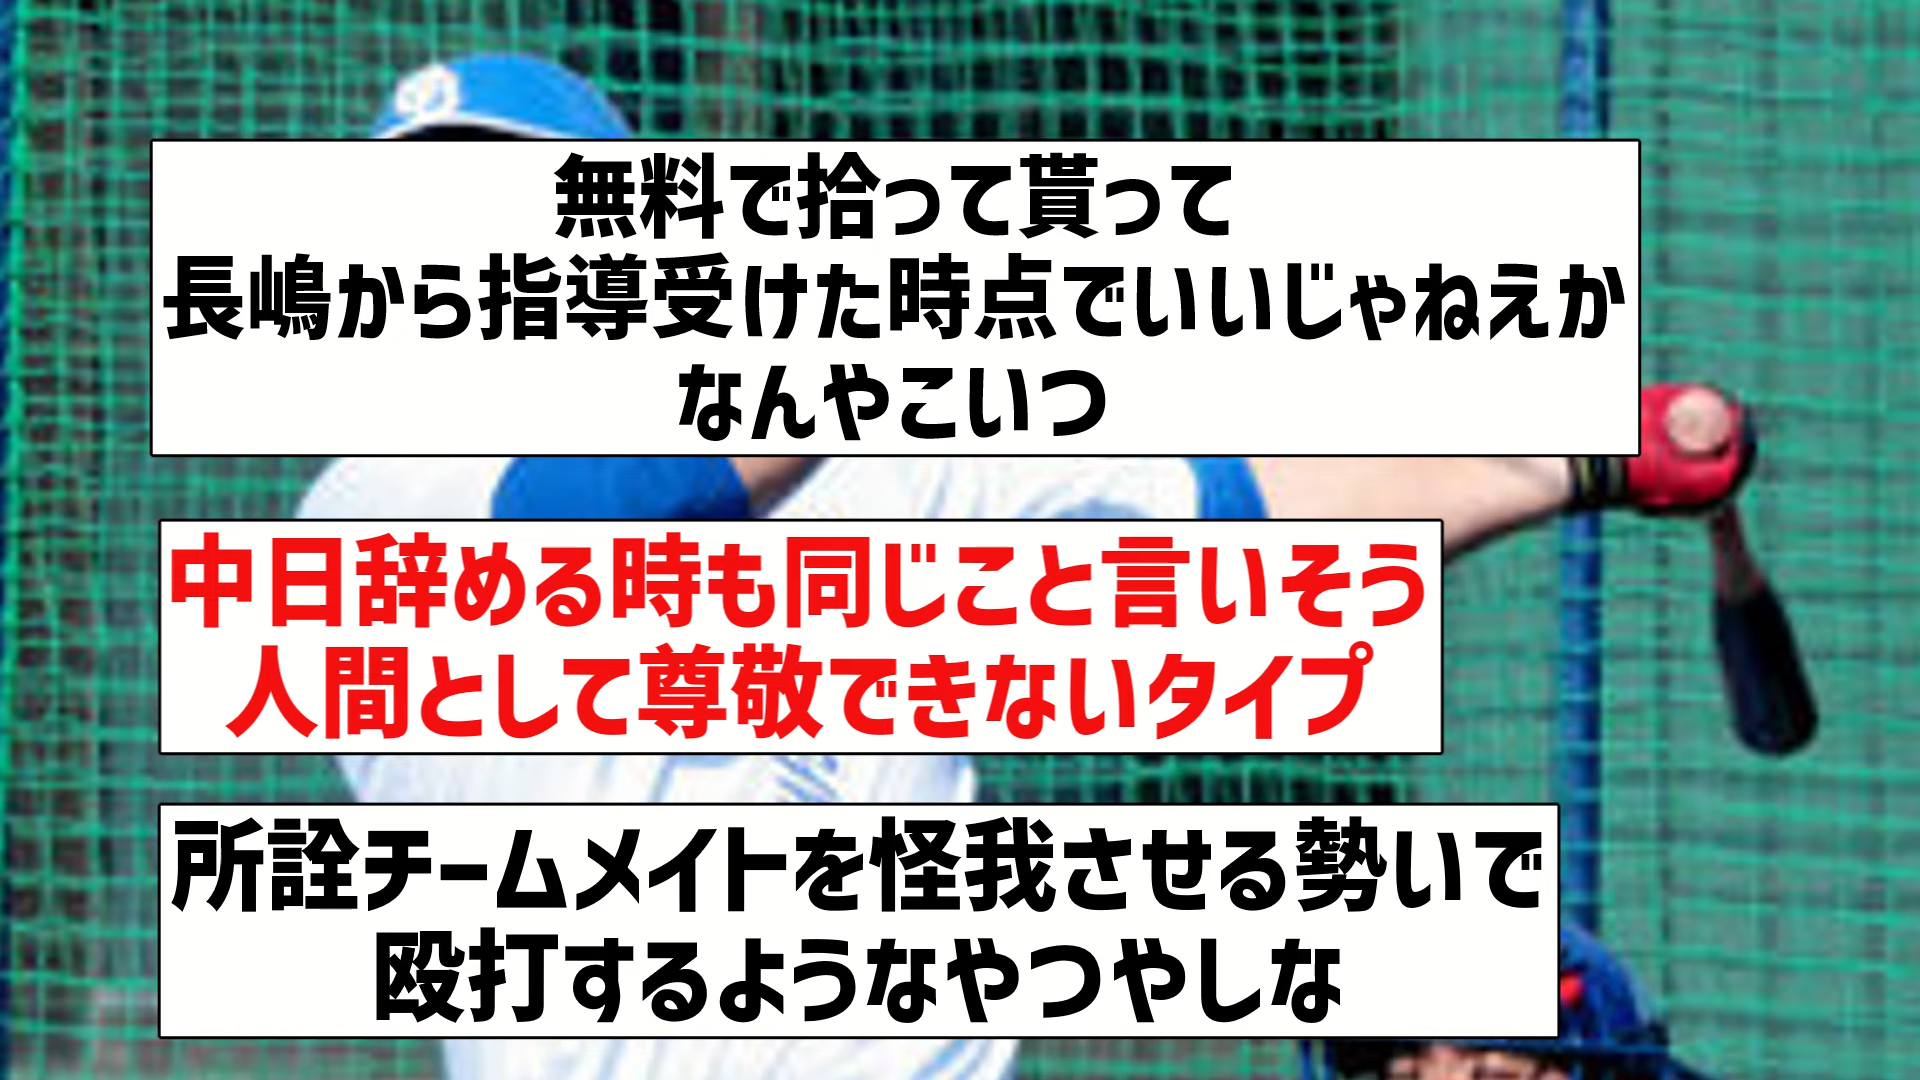 無料で拾って貰って
長嶋から指導受けた時点でいいじゃねえか
なんやこいつ
中日辞める時も同じこと言いそう
人間として尊敬できないタイプ
所詮チームメイトを怪我させる勢いで
殴打するようなやつやしな